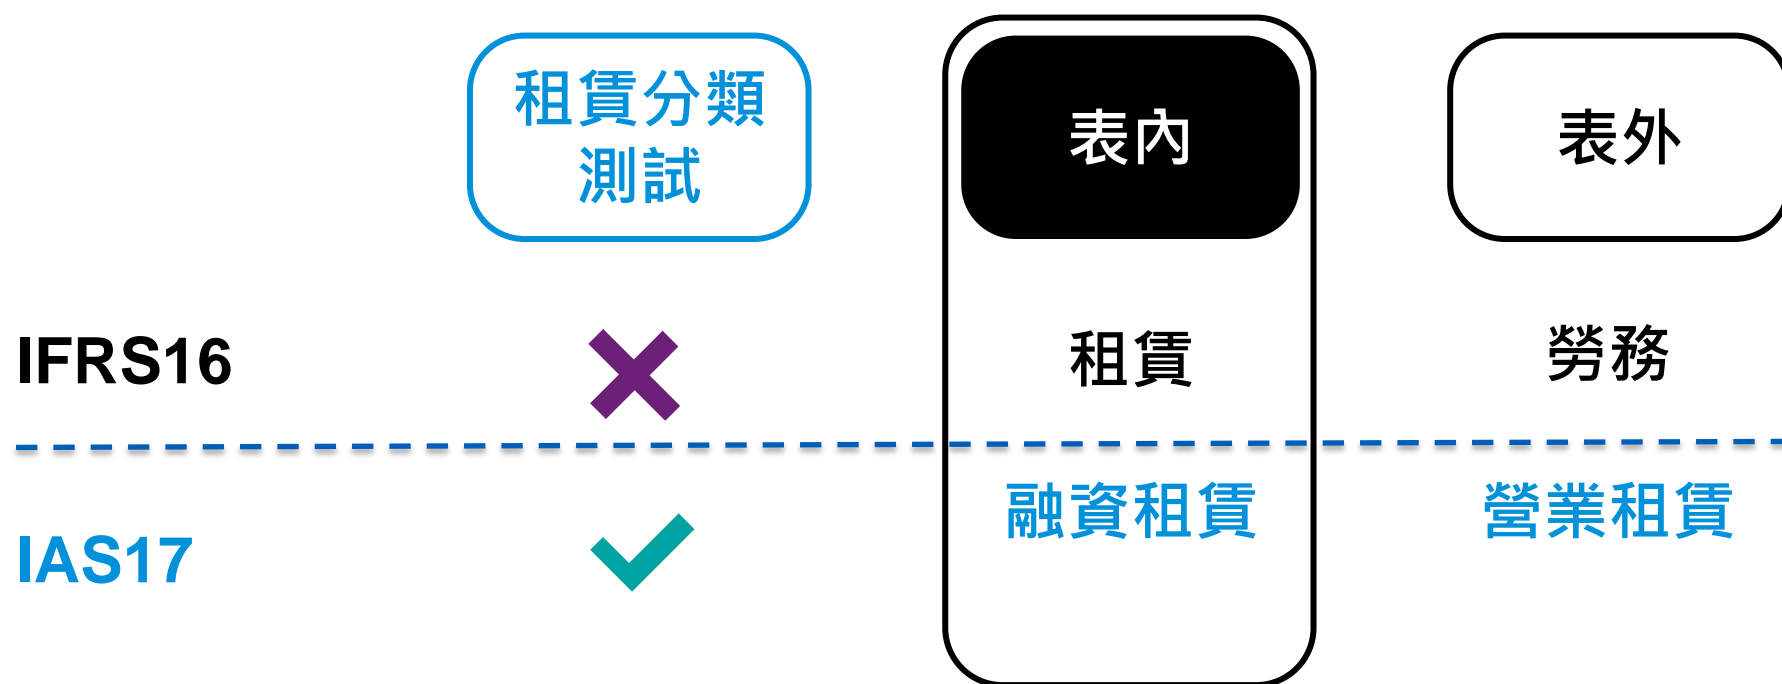 租賃分類
測試
表內
表外
IFRS16
租賃
勞務
IAS17
融資租賃
營業租賃